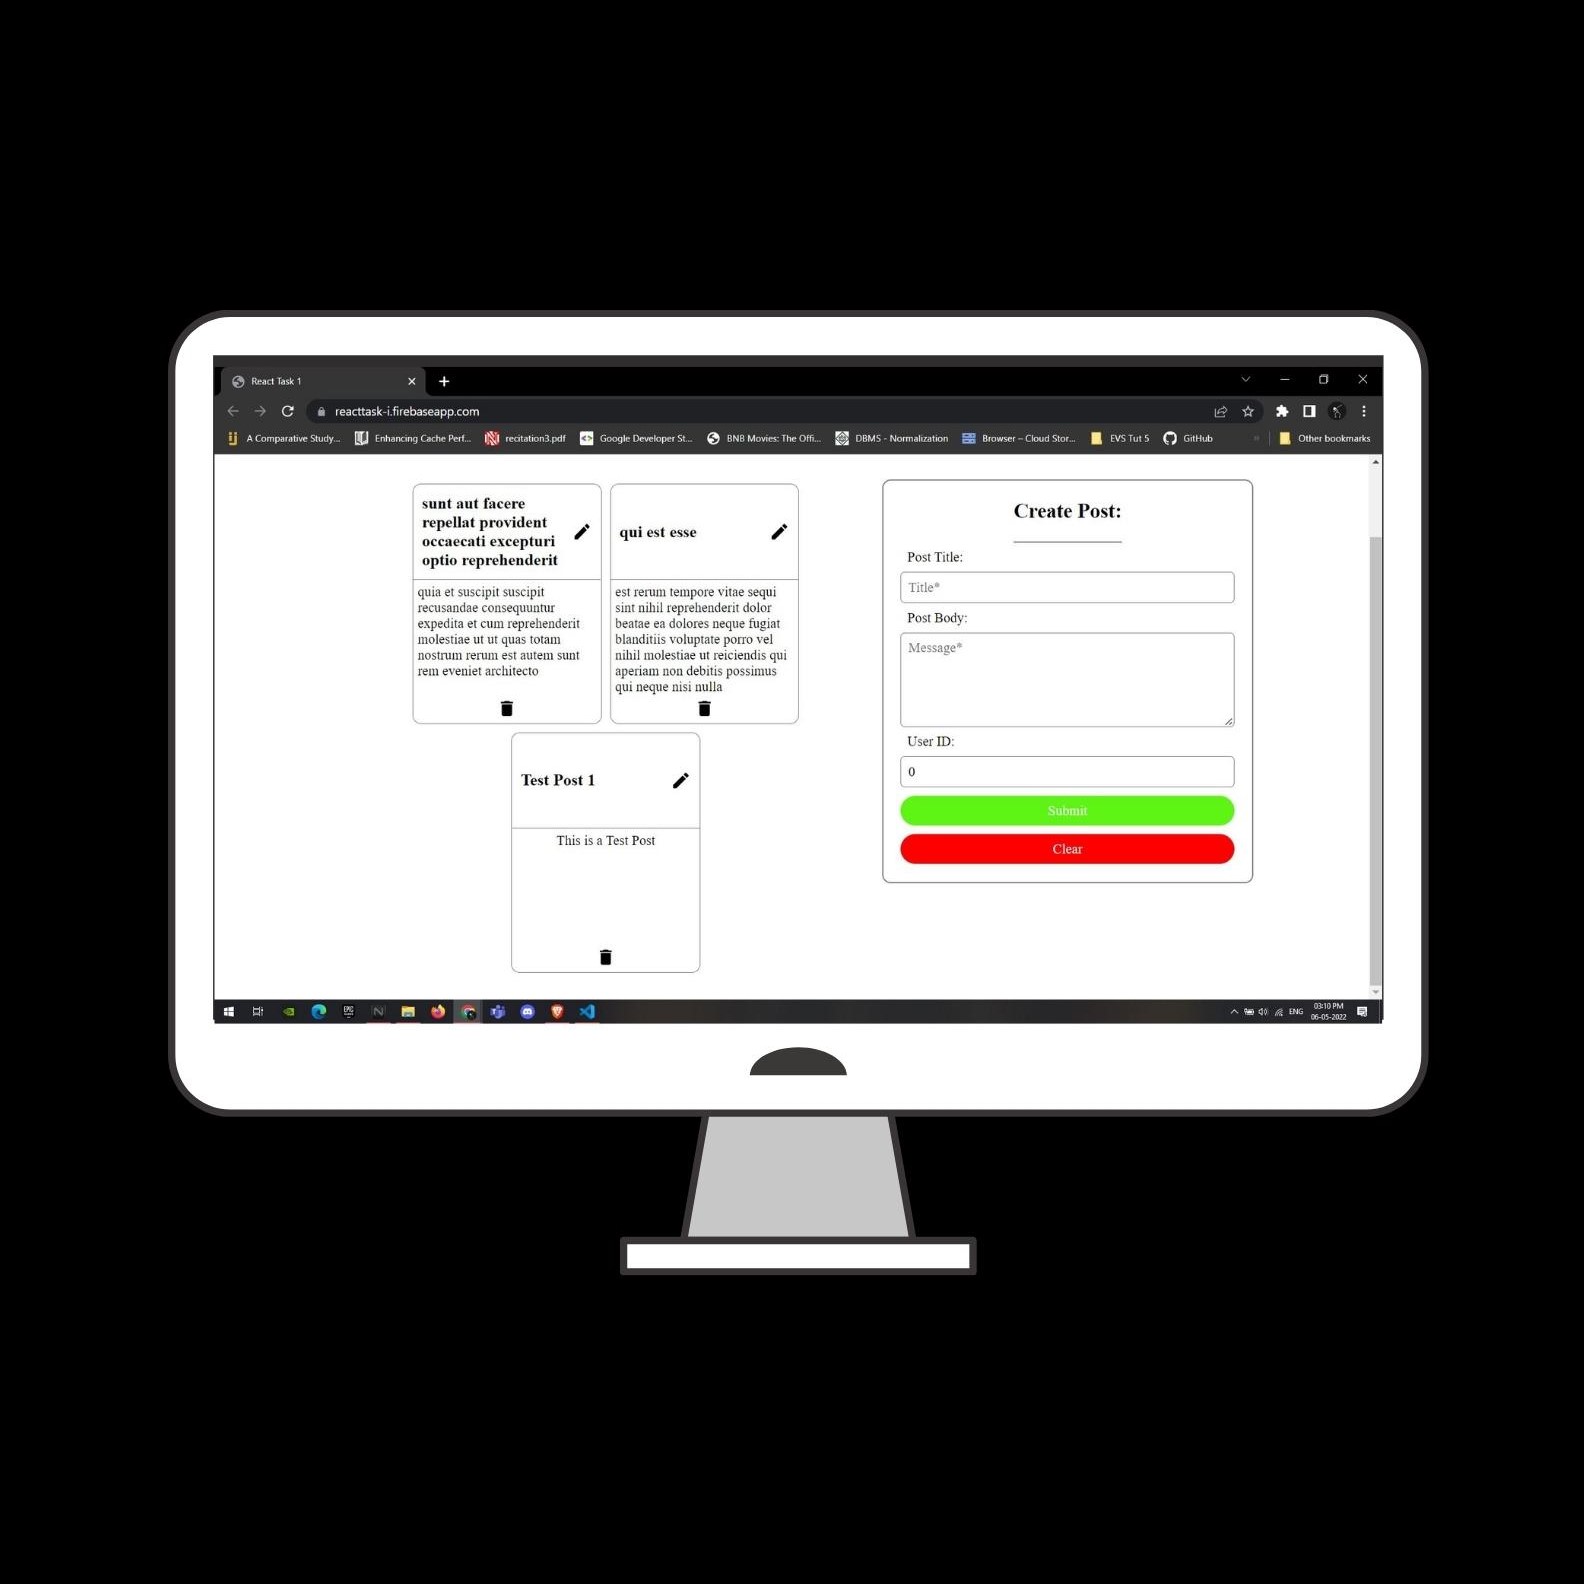 React Task 1
reacttask-i.firebaseapp.com
A Comparative Study... Enhancing Cache Perf... recitation3.pdf Google Developer St... BNB Movies: The Offi... DBMS - Normalization Browser – Cloud Stor... EVS Tut 5 GitHub » Other bookmarks
sunt aut facere
repellat provident
occaecati excepturi
optio reprehenderit
quia et suscipit suscipit
recusandae consequuntur
expedita et cum reprehenderit
molestiae ut ut quas totam
nostrum rerum est autem sunt
rem eveniet architecto
qui est esse
est rerum tempore vitae sequi
sint nihil reprehenderit dolor
beatae ea dolores neque fugiat
blanditiis voluptate porro vel
nihil molestiae ut reiciendis qui
aperiam non debitis possimus
qui neque nisi nulla
Test Post 1
This is a Test Post
Create Post:
Post Title:
Title*
Post Body:
Message*
User ID:
0
Submit
Clear
ENG
03:10 PM
06-05-2022